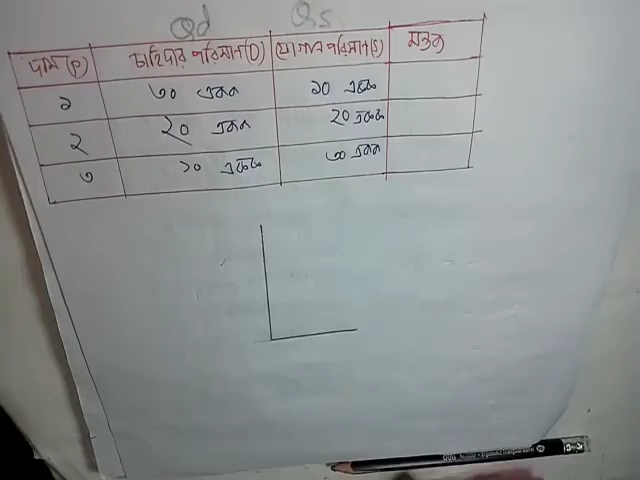 Qd Qs
দাম (P) চাহিদার পরিমান (D) যোগান পরিমান (S) মন্তব্য
১ ৩০ একক ১০ একক
২ ২০ একক ২০ একক
৩ ১০ একক ৩০ একক